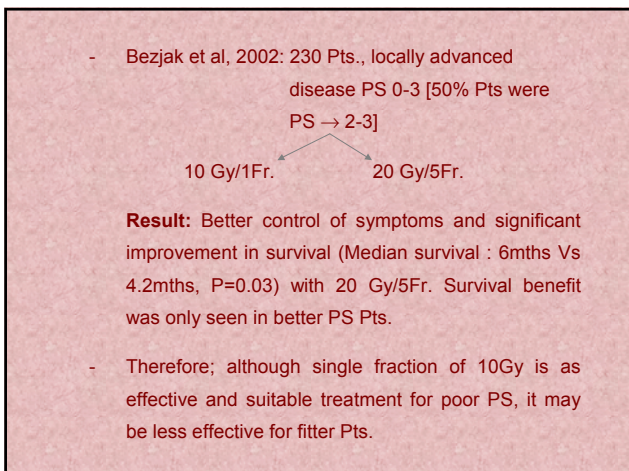 - Bezjak et al, 2002: 230 Pts., locally advanced
disease PS 0-3 [50% Pts were
PS → 2-3]
10 Gy/1Fr. 20 Gy/5Fr.
Result: Better control of symptoms and significant
improvement in survival (Median survival : 6mths Vs
4.2mths, P=0.03) with 20 Gy/5Fr. Survival benefit
was only seen in better PS Pts.
- Therefore; although single fraction of 10Gy is as
effective and suitable treatment for poor PS, it may
be less effective for fitter Pts.